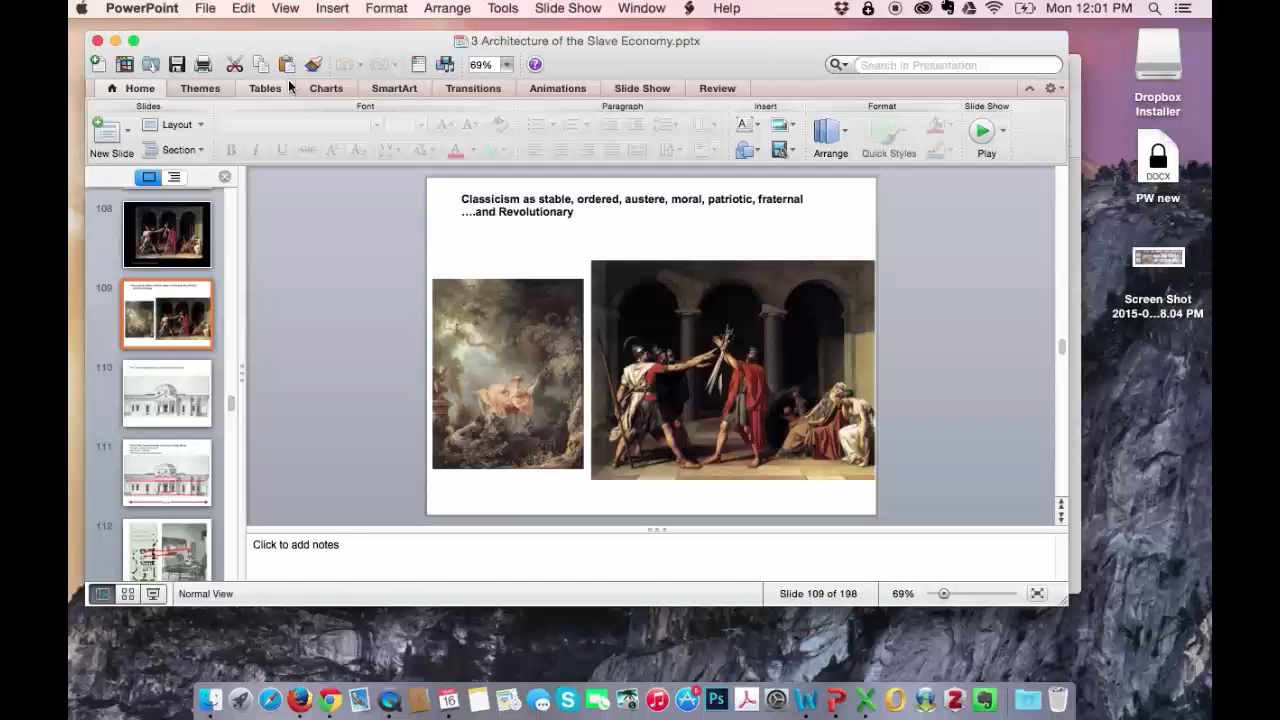 PowerPoint File Edit View Insert Format Arrange Tools Slide Show Window Help Mon 12:01 PM
3 Architecture of the Slave Economy.pptx
69% Search in Presentation
Home Themes Tables Charts SmartArt Transitions Animations Slide Show Review
Slides Font Paragraph Insert Format Slide Show
Layout
Section
New Slide Arrange Quick Styles Play
108
109
110
111
112
Classicism as stable, ordered, austere, moral, patriotic, fraternal
....and Revolutionary
Click to add notes
Normal View Slide 109 of 198 69%
Dropbox
Installer
DOCX
PW new
Screen Shot
2015-0...8.04 PM
16